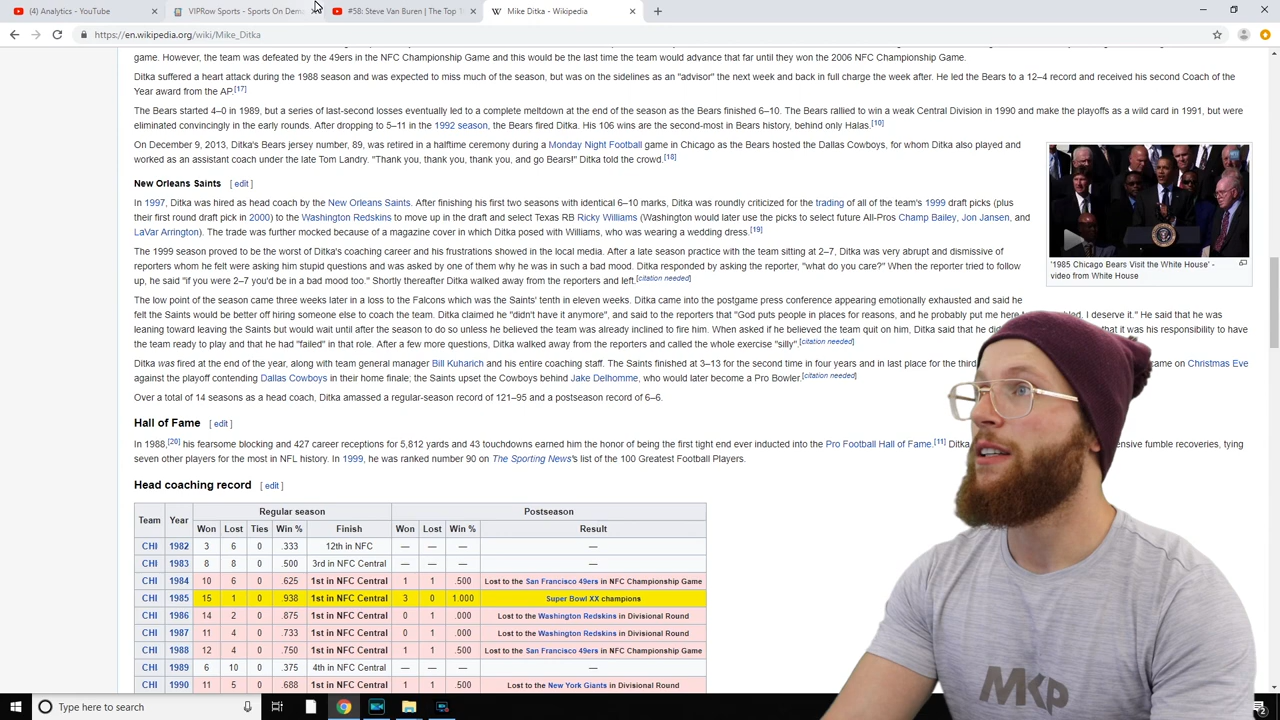 (4) Analytics - YouTube
VIPRow Sports - Sports On Dem
#58: Steve Van Buren | The Top 1
Mike Ditka - Wikipedia
https://en.wikipedia.org/wiki/Mike_Ditka
game. However, the team was defeated by the 49ers in the NFC Championship Game and this would be the last time the team would advance that far until they won the 2006 NFC Championship Game.
Ditka suffered a heart attack during the 1988 season and was expected to miss much of the season, but was on the sidelines as an "advisor" the next week and back in full charge the week after. He led the Bears to a 12–4 record and received his second Coach of the
Year award from the AP.[17]
The Bears started 4–0 in 1989, but a series of last-second losses eventually led to a complete meltdown at the end of the season as the Bears finished 6–10. The Bears rallied to win a weak Central Division in 1990 and make the playoffs as a wild card in 1991, but were
eliminated convincingly in the early rounds. After dropping to 5–11 in the 1992 season, the Bears fired Ditka. His 106 wins are the second-most in Bears history, behind only Halas.[10]
On December 9, 2013, Ditka's Bears jersey number, 89, was retired in a halftime ceremony during a Monday Night Football game in Chicago as the Bears hosted the Dallas Cowboys, for whom Ditka also played and
worked as an assistant coach under the late Tom Landry. "Thank you, thank you, thank you, and go Bears!" Ditka told the crowd.[18]
'1985 Chicago Bears Visit the White House' -
video from White House
New Orleans Saints [ edit ]
In 1997, Ditka was hired as head coach by the New Orleans Saints. After finishing his first two seasons with identical 6–10 marks, Ditka was roundly criticized for the trading of all of the team's 1999 draft picks (plus
their first round draft pick in 2000) to the Washington Redskins to move up in the draft and select Texas RB Ricky Williams (Washington would later use the picks to select future All-Pros Champ Bailey, Jon Jansen, and
LaVar Arrington). The trade was further mocked because of a magazine cover in which Ditka posed with Williams, who was wearing a wedding dress.[19]
The 1999 season proved to be the worst of Ditka's coaching career and his frustrations showed in the local media. After a late season practice with the team sitting at 2–7, Ditka was very abrupt and dismissive of
reporters whom he felt were asking him stupid questions and was asked by one of them why he was in such a bad mood. Ditka responded by asking the reporter, "what do you care?" When the reporter tried to follow
up, he said "if you were 2–7 you'd be in a bad mood too." Shortly thereafter Ditka walked away from the reporters and left.[citation needed]
The low point of the season came three weeks later in a loss to the Falcons which was the Saints' tenth in eleven weeks. Ditka came into the postgame press conference appearing emotionally exhausted and said he
felt the Saints would be better off hiring someone else to coach the team. Ditka claimed he "didn't have it anymore", and said to the reporters that "God puts people in places for reasons, and he probably put me here I deserve it." He said he was
leaning toward leaving the Saints but would wait until after the season to do so unless he believed the team was already inclined to fire him. When asked if he believed the team quit on him, Ditka said that he that it was his responsibility to have
the team ready to play and that he had "failed" in that role. After a few more questions, Ditka walked away from the reporters and called the whole exercise "silly".[citation needed]
Ditka was fired at the end of the year, along with team general manager Bill Kuharich and his entire coaching staff. The Saints finished at 3–13 for the second time in four years and in last place for the third came on Christmas Eve
against the playoff contending Dallas Cowboys in their home finale; the Saints upset the Cowboys behind Jake Delhomme, who would later become a Pro Bowler.[citation needed]
Over a total of 14 seasons as a head coach, Ditka amassed a regular-season record of 121–95 and a postseason record of 6–6.
Hall of Fame [ edit ]
In 1988,[20] his fearsome blocking and 427 career receptions for 5,812 yards and 43 touchdowns earned him the honor of being the first tight end ever inducted into the Pro Football Hall of Fame.[11] Ditka fumble recoveries, tying
seven other players for the most in NFL history. In 1999, he was ranked number 90 on The Sporting News's list of the 100 Greatest Football Players.
Head coaching record [ edit ]
Team Year Regular season Postseason
Won Lost Ties Win % Finish Won Lost Win % Result
CHI 1982 3 6 0 .333 12th in NFC — — — —
CHI 1983 8 8 0 .500 3rd in NFC Central — — — —
CHI 1984 10 6 0 .625 1st in NFC Central 1 1 .500 Lost to the San Francisco 49ers in NFC Championship Game
CHI 1985 15 1 0 .938 1st in NFC Central 3 0 1.000 Super Bowl XX champions
CHI 1986 14 2 0 .875 1st in NFC Central 0 1 .000 Lost to the Washington Redskins in Divisional Round
CHI 1987 11 4 0 .733 1st in NFC Central 0 1 .000 Lost to the Washington Redskins in Divisional Round
CHI 1988 12 4 0 .750 1st in NFC Central 1 1 .500 Lost to the San Francisco 49ers in NFC Championship Game
CHI 1989 6 10 0 .375 4th in NFC Central — — — —
CHI 1990 11 5 0 .688 1st in NFC Central 1 1 .500 Lost to the New York Giants in Divisional Round
MKp
Type here to search
2